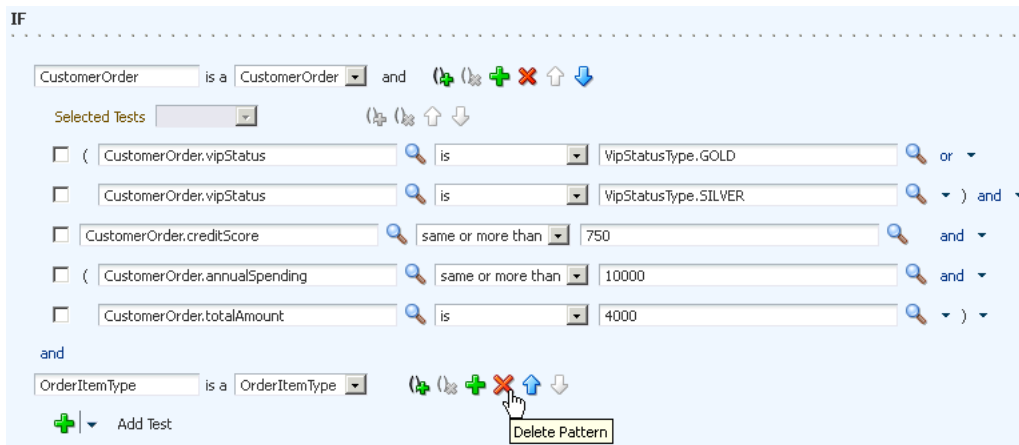 IF
CustomerOrder is a CustomerOrder and
Selected Tests
( CustomerOrder.vipStatus is VipStatusType.GOLD or
CustomerOrder.vipStatus is VipStatusType.SILVER ) and
CustomerOrder.creditScore same or more than 750 and
( CustomerOrder.annualSpending same or more than 10000 and
CustomerOrder.totalAmount is 4000 )
and
OrderItemType is a OrderItemType
Add Test
Delete Pattern